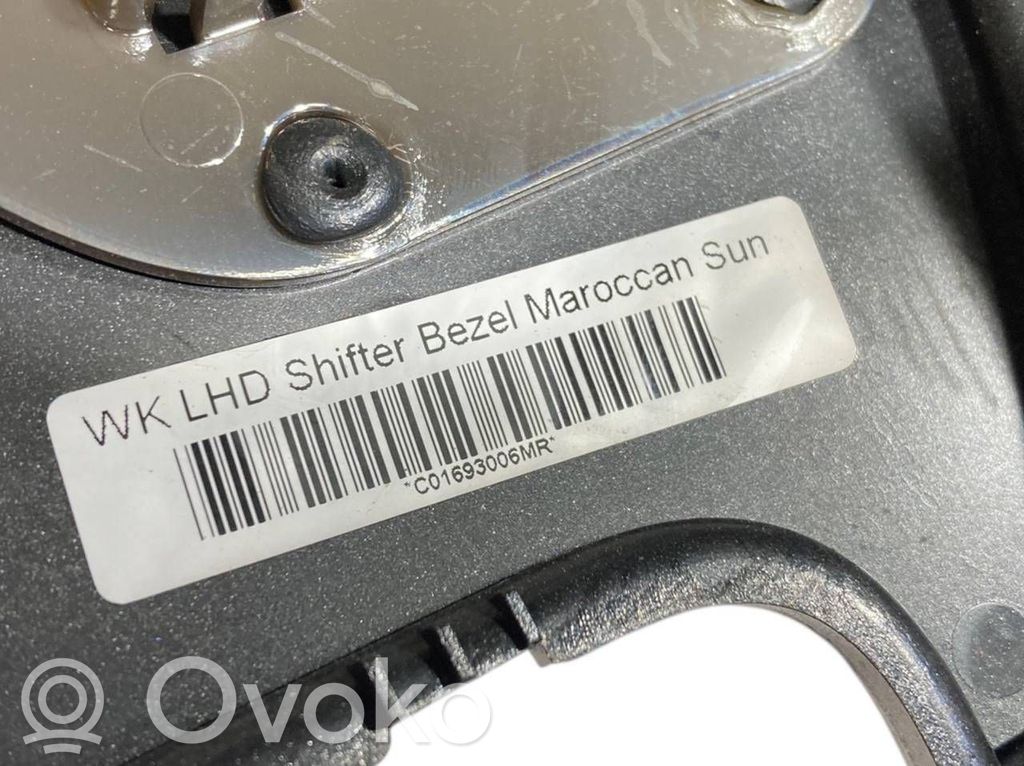 WK LHD Shifter Bezel Maroccan Sun
*C01693006MR*
Ovoko